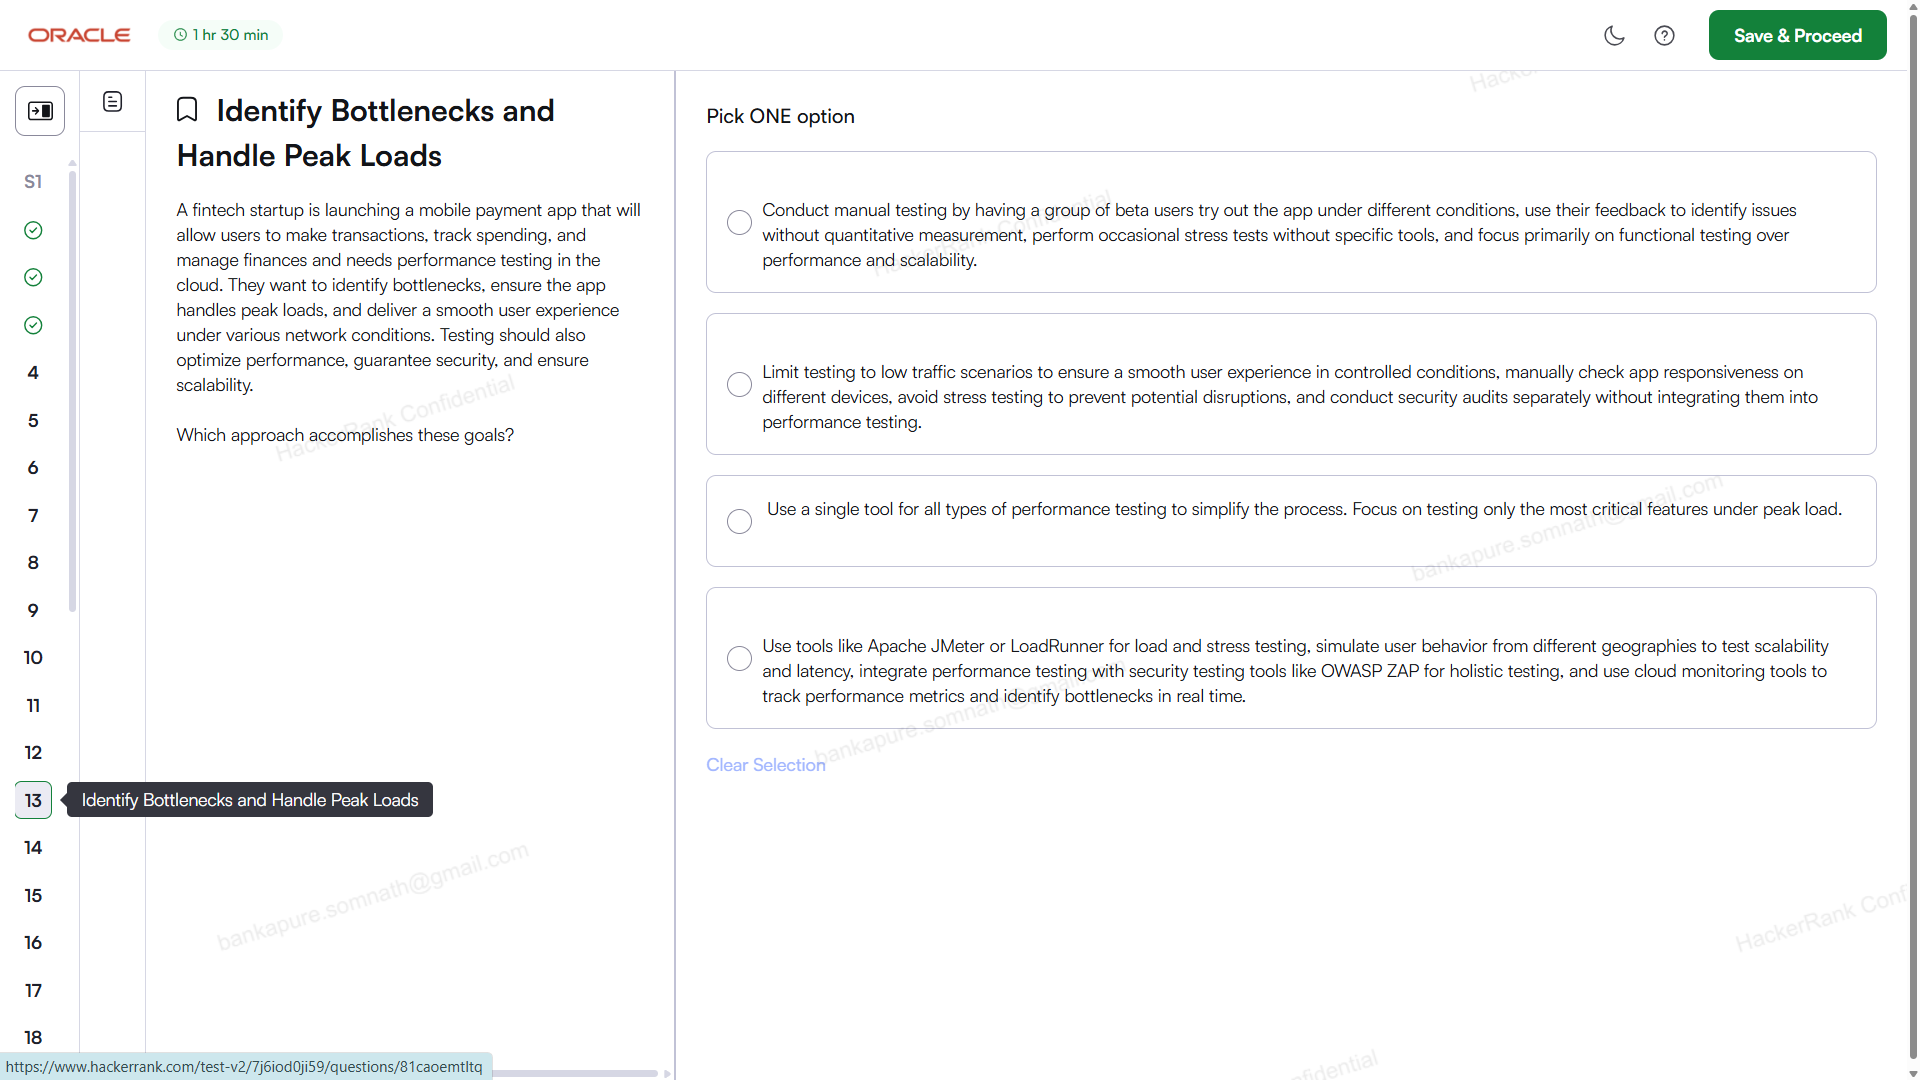 ORACLE
1 hr 30 min
Save & Proceed
S1
4
5
6
7
8
9
10
11
12
13
14
15
16
17
18
Identify Bottlenecks and Handle Peak Loads
Identify Bottlenecks and
Handle Peak Loads
A fintech startup is launching a mobile payment app that will
allow users to make transactions, track spending, and
manage finances and needs performance testing in the
cloud. They want to identify bottlenecks, ensure the app
handles peak loads, and deliver a smooth user experience
under various network conditions. Testing should also
optimize performance, guarantee security, and ensure
scalability.
Which approach accomplishes these goals?
Pick ONE option
Conduct manual testing by having a group of beta users try out the app under different conditions, use their feedback to identify issues
without quantitative measurement, perform occasional stress tests without specific tools, and focus primarily on functional testing over
performance and scalability.
Limit testing to low traffic scenarios to ensure a smooth user experience in controlled conditions, manually check app responsiveness on
different devices, avoid stress testing to prevent potential disruptions, and conduct security audits separately without integrating them into
performance testing.
Use a single tool for all types of performance testing to simplify the process. Focus on testing only the most critical features under peak load.
Use tools like Apache JMeter or LoadRunner for load and stress testing, simulate user behavior from different geographies to test scalability
and latency, integrate performance testing with security testing tools like OWASP ZAP for holistic testing, and use cloud monitoring tools to
track performance metrics and identify bottlenecks in real time.
Clear Selection
HackerRank Confidential
bankapure.somnath@gmail.com
HackerRank Confidential
bankapure.somnath@gmail.com
bankapure.somnath@gmail.com
HackerRank Conf
https://www.hackerrank.com/test-v2/7j6iod0ji59/questions/81caoemtltq